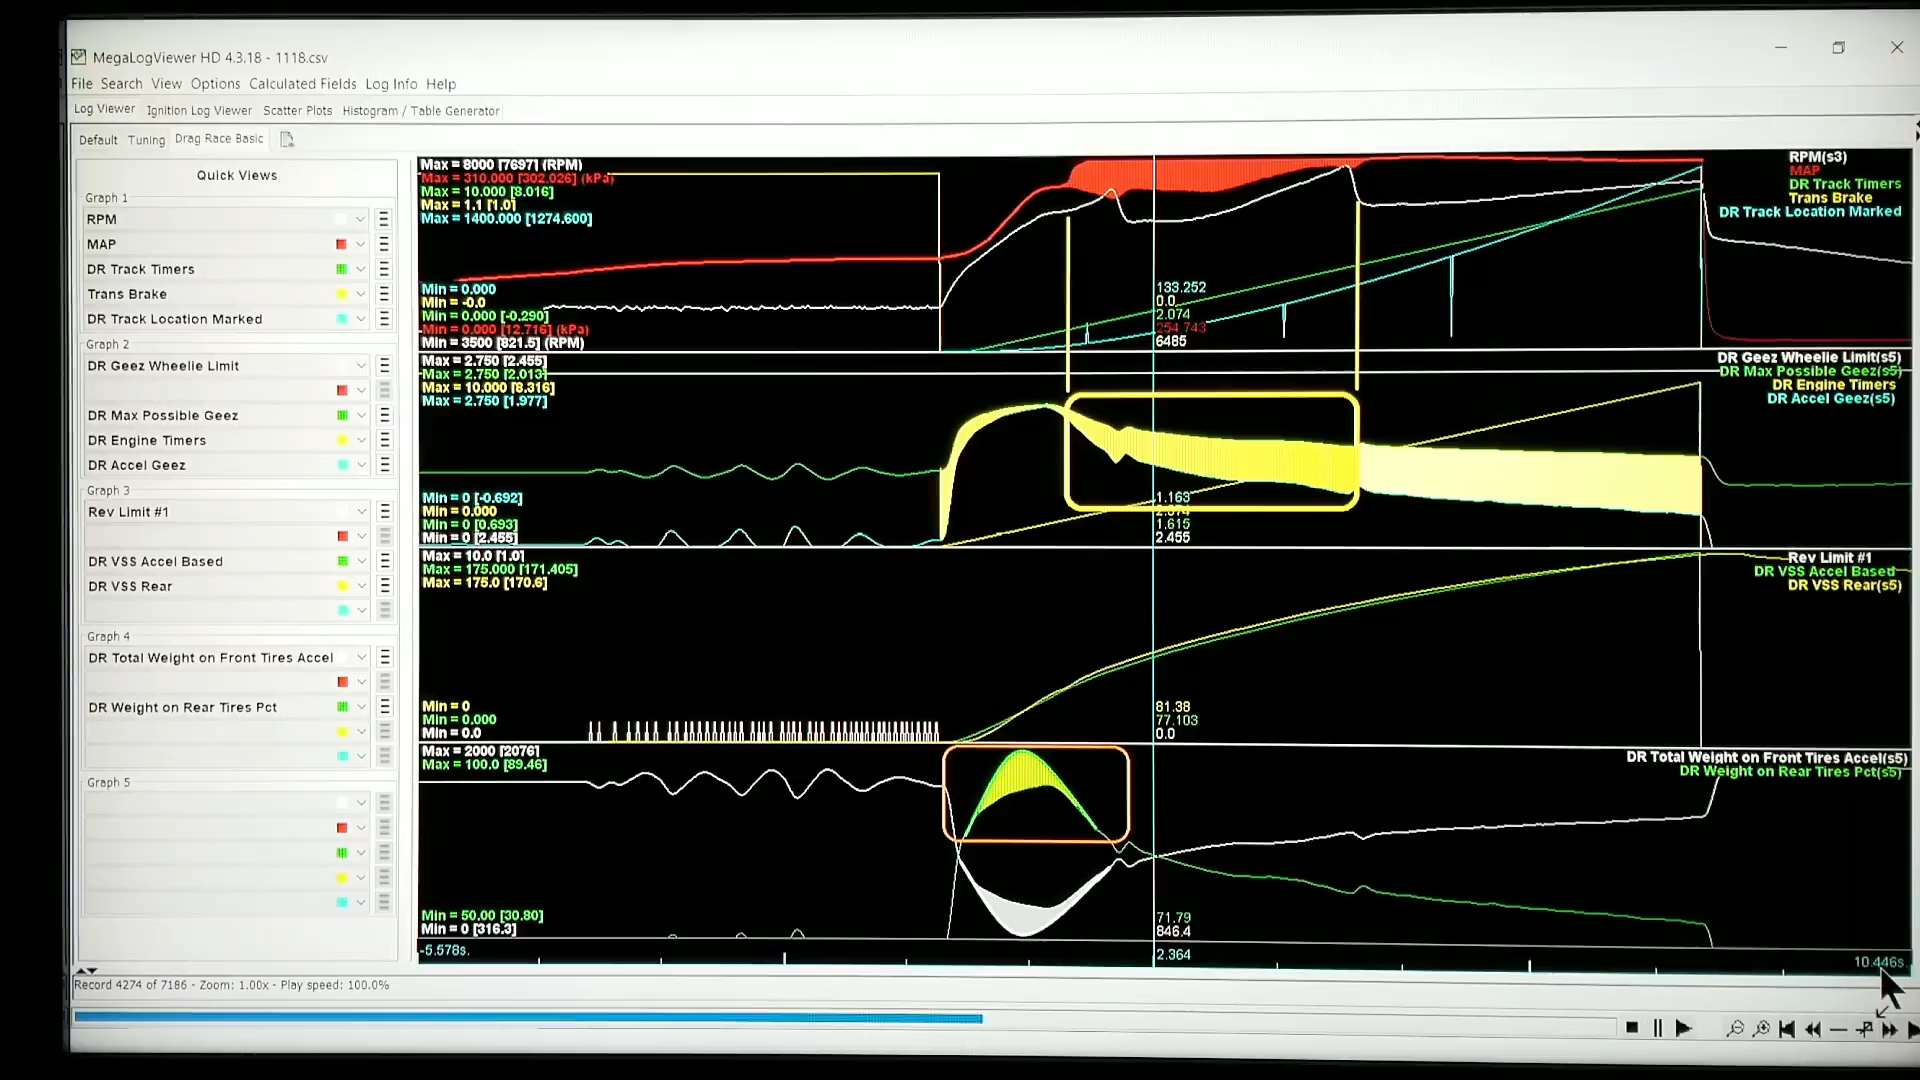 MegaLogViewer HD 4.3.18 - 1118.csv
File Search View Options Calculated Fields Log Info Help
Log Viewer Ignition Log Viewer Scatter Plots Histogram / Table Generator
Default Tuning Drag Race Basic
Quick Views
Graph 1
RPM
MAP
DR Track Timers
Trans Brake
DR Track Location Marked
Graph 2
DR Geez Wheelie Limit
DR Max Possible Geez
DR Engine Timers
DR Accel Geez
Graph 3
Rev Limit #1
DR VSS Accel Based
DR VSS Rear
Graph 4
DR Total Weight on Front Tires Accel
DR Weight on Rear Tires Pct
Graph 5
Max = 8000 [7697] (RPM)
Max = 310.000 [302.026] (kPa)
Max = 10.000 [8.016]
Max = 1.1 [1.0]
Max = 1400.000 [1274.600]
RPM(s3)
MAP
DR Track Timers
Trans Brake
DR Track Location Marked
Min = 0.000
Min = -0.0
Min = 0.000 [-0.290]
Min = 0.000 [12.716] (kPa)
Min = 3500 [821.5] (RPM)
133.252
0.0
2.074
254.743
6485
Max = 2.750 [2.455]
Max = 2.750 [2.013]
Max = 10.000 [8.316]
Max = 2.750 [1.977]
DR Geez Wheelie Limit(s5)
DR Max Possible Geez(s5)
DR Engine Timers
DR Accel Geez(s5)
Min = 0 [-0.692]
Min = 0.000
Min = 0 [0.693]
Min = 0 [2.455]
1.163
1.615
2.455
Max = 10.0 [1.0]
Max = 175.000 [171.405]
Max = 175.0 [170.6]
Rev Limit #1
DR VSS Accel Based
DR VSS Rear(s5)
Min = 0
Min = 0.000
Min = 0.0
81.38
77.103
0.0
Max = 2000 [2076]
Max = 100.0 [89.46]
DR Total Weight on Front Tires Accel(s5)
DR Weight on Rear Tires Pct(s5)
Min = 50.00 [30.80]
Min = 0 [316.3]
71.79
846.4
-5.578s.
2.364
10.446s.
Record 4274 of 7186 - Zoom: 1.00x - Play speed: 100.0%